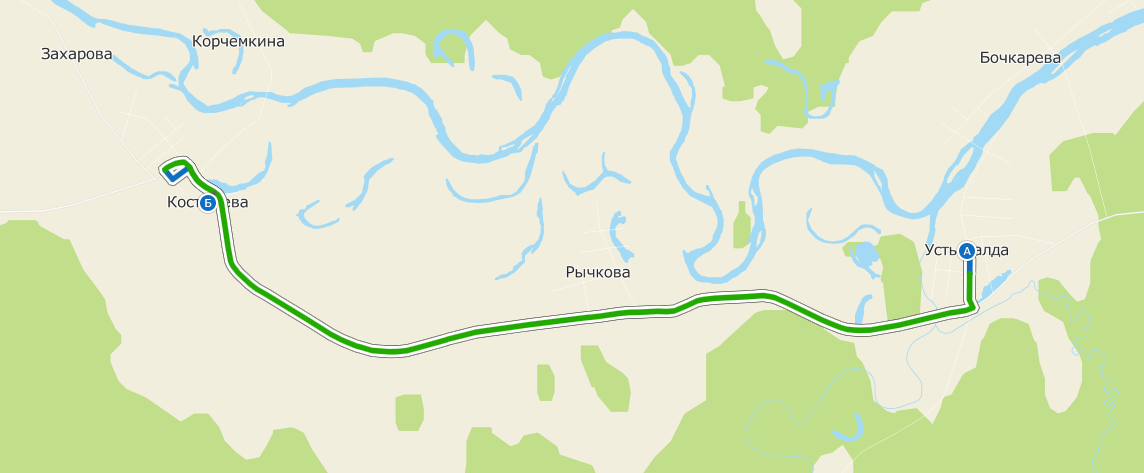 Корчемкина
Захарова
Бочкарева
Б
А
Рычкова